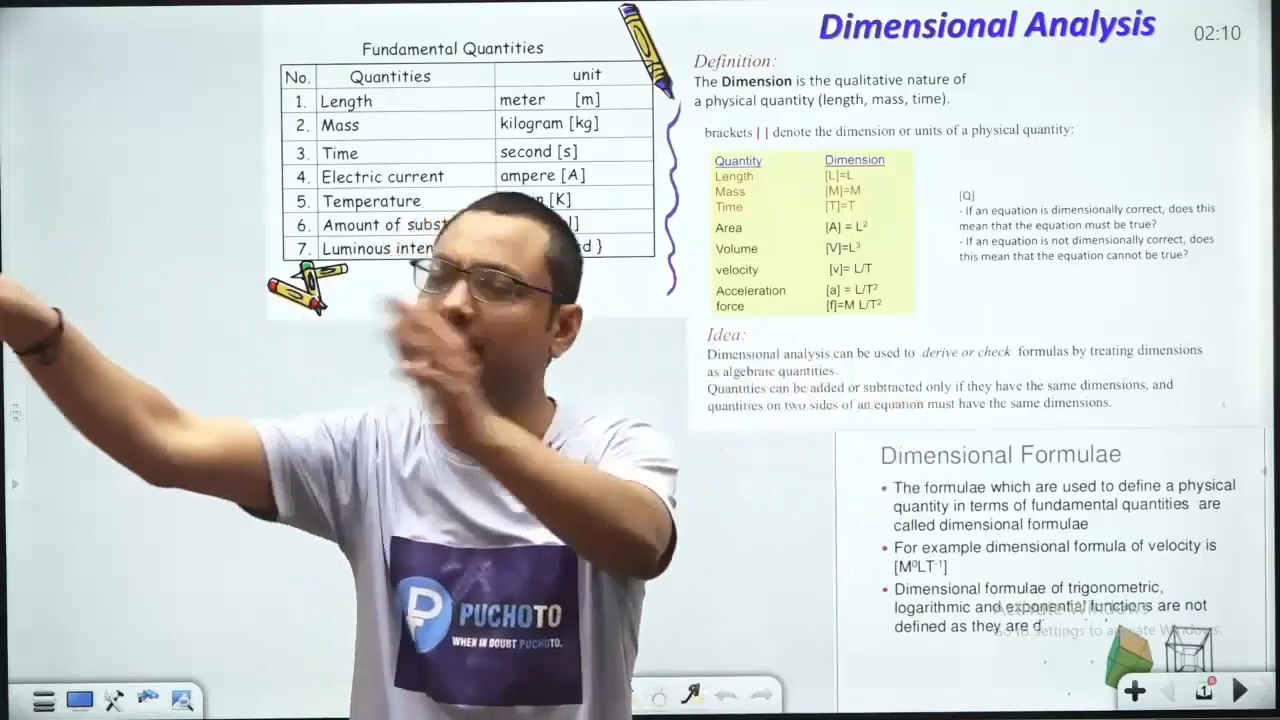 Fundamental Quantities
No. Quantities unit
1. Length meter [m]
2. Mass kilogram [kg]
3. Time second [s]
4. Electric current ampere [A]
5. Temperature [K]
6. Amount of
7. Luminous
Dimensional Analysis
02:10
Definition:
The Dimension is the qualitative nature of
a physical quantity (length, mass, time).
brackets [ ] denote the dimension or units of a physical quantity:
Quantity Dimension
Length [L]=L
Mass [M]=M
Time [T]=T
Area [A] = L²
Volume [V]=L³
velocity [v]= L/T
Acceleration [a] = L/T²
force [f]=M L/T²
[Q]
- If an equation is dimensionally correct, does this
mean that the equation must be true?
- If an equation is not dimensionally correct, does
this mean that the equation cannot be true?
Idea:
Dimensional analysis can be used to derive or check formulas by treating dimensions
as algebraic quantities.
Quantities can be added or subtracted only if they have the same dimensions, and
quantities on two sides of an equation must have the same dimensions.
Dimensional Formulae
• The formulae which are used to define a physical
quantity in terms of fundamental quantities are
called dimensional formulae
• For example dimensional formula of velocity is
[M⁰LT⁻¹]
• Dimensional formulae of trigonometric,
logarithmic and exponential functions are not
defined as they are
Activate Windows
Go to Settings to activate Windows.
P PUCHOTO
WHEN IN DOUBT PUCHOTO.
1